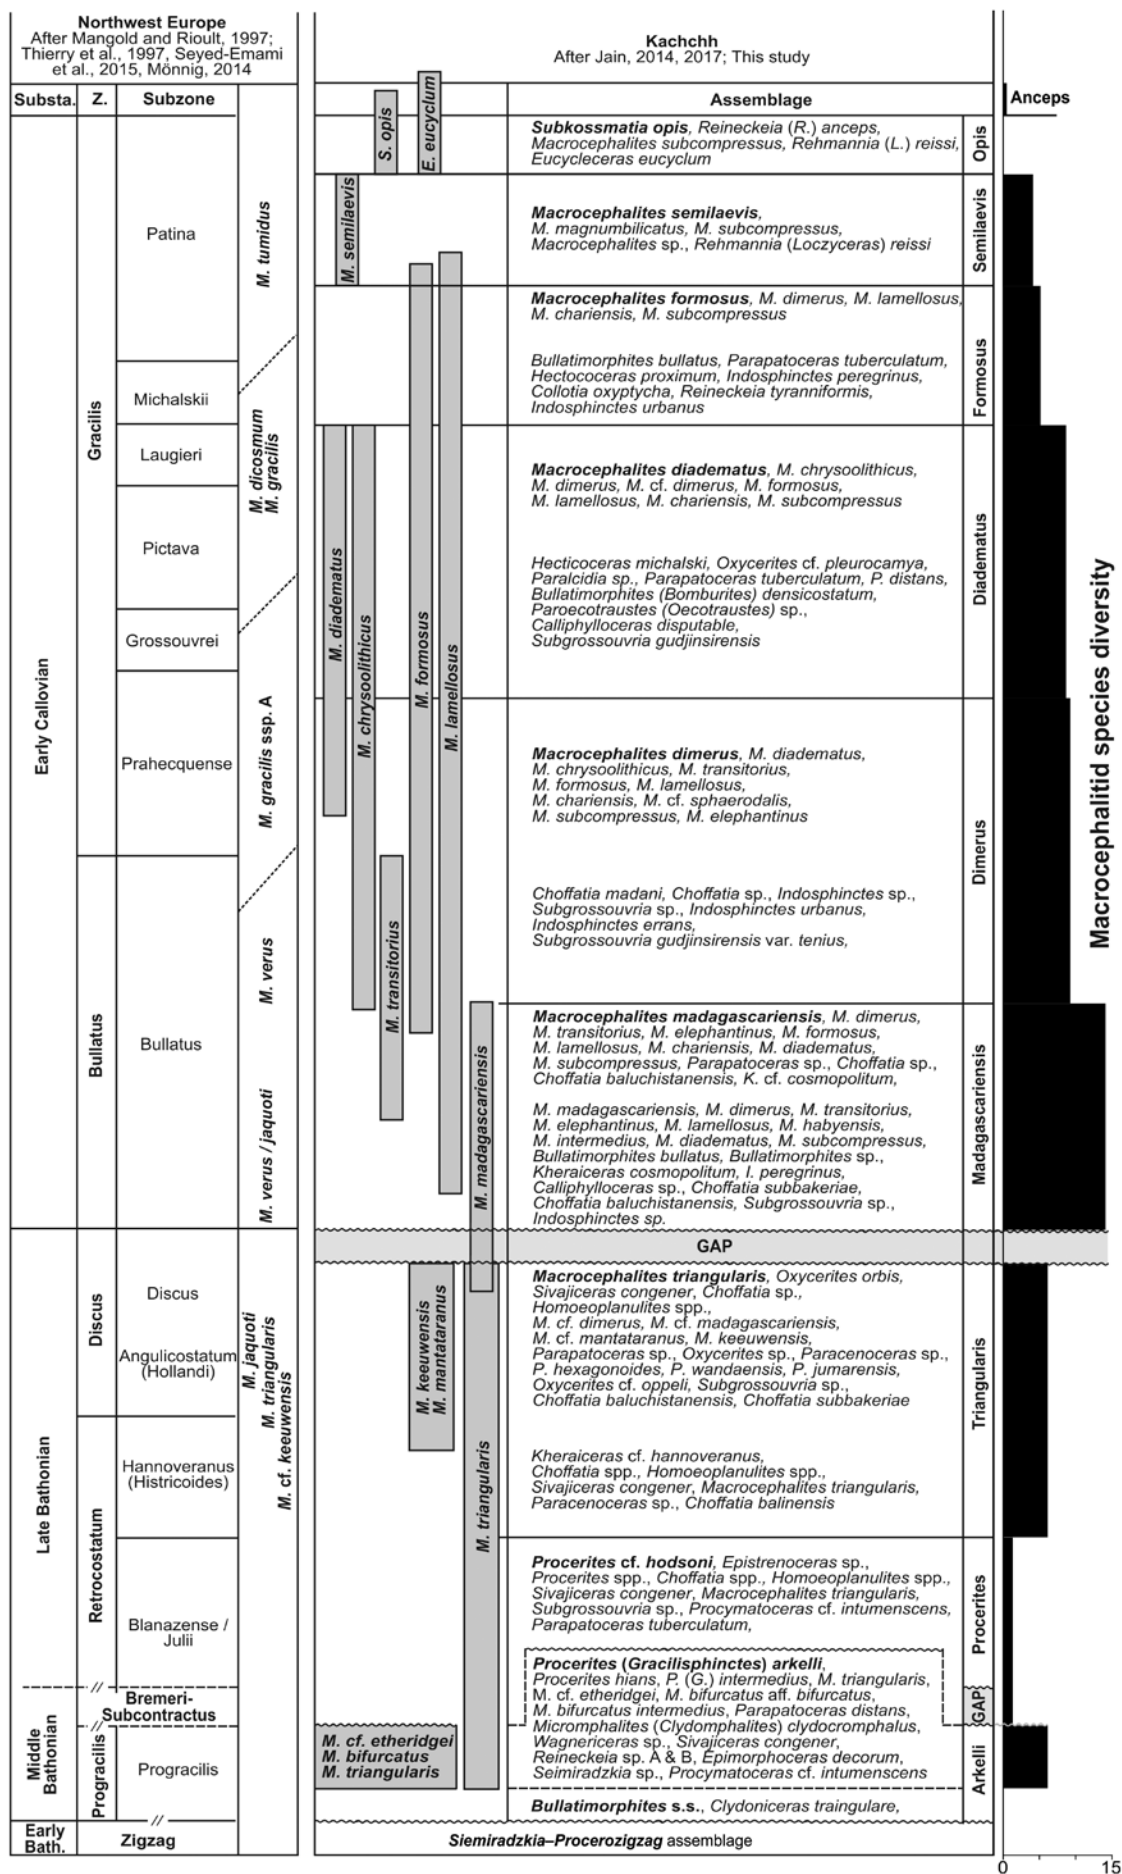 Northwest Europe
After Mangold and Rioult, 1997;
Thierry et al., 1997, Seyed-Emami
et al., 2015, Mönnig, 2014
Kachchh
After Jain, 2014, 2017; This study
Substa.
Z.
Subzone
S. opis
E. eucyclum
Assemblage
Anceps
Early Callovian
Gracilis
Patina
Michalskii
Laugieri
Pictava
Grossouvrei
Prahecquense
Bullatus
Bullatus
Late Bathonian
Discus
Discus
Angulicostatum
(Hollandi)
Retrocostatum
Hannoveranus
(Histricoides)
Blanazense /
Julii
Middle
Bathonian
Bremeri-
Subcontractus
Progracilis
Progracilis
Early
Bath.
Zigzag
M. tumidus
M. dicosmum
M. gracilis
M. gracilis ssp. A
M. verus
M. verus / jaquoti
M. jaquoti
M. triangularis
M. cf. keeuwensis
M. semilaevis
M. diadematus
M. chrysoolithicus
M. transitorius
M. formosus
M. lamellosus
M. madagascariensis
M. keeuwensis
M. mantataranus
M. triangularis
M. cf. etheridgei
M. bifurcatus
M. triangularis
Subkossmatia opis, Reineckeia (R.) anceps,
Macrocephalites subcompressus, Rehmannia (L.) reissi,
Eucycleceras eucyclum
Opis
Macrocephalites semilaevis,
M. magnumbilicatus, M. subcompressus,
Macrocephalites sp., Rehmannia (Loczyceras) reissi
Semilaevis
Macrocephalites formosus, M. dimerus, M. lamellosus,
M. chariensis, M. subcompressus
Bullatimorphites bullatus, Parapatoceras tuberculatum,
Hectococeras proximum, Indosphinctes peregrinus,
Collotia oxyptycha, Reineckeia tyranniformis,
Indosphinctes urbanus
Formosus
Macrocephalites diadematus, M. chrysoolithicus,
M. dimerus, M. cf. dimerus, M. formosus,
M. lamellosus, M. chariensis, M. subcompressus
Hecticoceras michalski, Oxycerites cf. pleurocamya,
Paralcidia sp., Parapatoceras tuberculatum, P. distans,
Bullatimorphites (Bomburites) densicostatum,
Paroecotraustes (Oecotraustes) sp.,
Calliphylloceras disputable,
Subgrossouvria gudjinsirensis
Diadematus
Macrocephalites dimerus, M. diadematus,
M. chrysoolithicus, M. transitorius,
M. formosus, M. lamellosus,
M. chariensis, M. cf. sphaerodalis,
M. subcompressus, M. elephantinus
Choffatia madani, Choffatia sp., Indosphinctes sp.,
Subgrossouvria sp., Indosphinctes urbanus,
Indosphinctes errans,
Subgrossouvria gudjinsirensis var. tenius,
Dimerus
Macrocephalites madagascariensis, M. dimerus,
M. transitorius, M. elephantinus, M. formosus,
M. lamellosus, M. chariensis, M. diadematus,
M. subcompressus, Parapatoceras sp., Choffatia sp.,
Choffatia baluchistanensis, K. cf. cosmopolitum,
M. madagascariensis, M. dimerus, M. transitorius,
M. elephantinus, M. lamellosus, M. habyensis,
M. intermedius, M. diadematus, M. subcompressus,
Bullatimorphites bullatus, Bullatimorphites sp.,
Kheraiceras cosmopolitum, I. peregrinus,
Calliphylloceras sp., Choffatia subbakeriae,
Choffatia baluchistanensis, Subgrossouvria sp.,
Indosphinctes sp.
Madagascariensis
GAP
Macrocephalites triangularis, Oxycerites orbis,
Sivajiceras congener, Choffatia sp.,
Homoeoplanulites spp.,
M. cf. dimerus, M. cf. madagascariensis,
M. cf. mantataranus, M. keeuwensis,
Parapatoceras sp., Oxycerites sp., Paracenoceras sp.,
P. hexagonoides, P. wandaensis, P. jumarensis,
Oxycerites cf. oppeli, Subgrossouvria sp.,
Choffatia baluchistanensis, Choffatia subbakeriae
Kheraiceras cf. hannoveranus,
Choffatia spp., Homoeoplanulites spp.,
Sivajiceras congener, Macrocephalites triangularis,
Paracenoceras sp., Choffatia balinensis
Triangularis
Procerites cf. hodsoni, Epistrenoceras sp.,
Procerites spp., Choffatia spp., Homoeoplanulites spp.,
Sivajiceras congener, Macrocephalites triangularis,
Subgrossouvria sp., Procymatoceras cf. intumenscens,
Parapatoceras tuberculatum,
Procerites
Procerites (Gracilisphinctes) arkelli,
Procerites hians, P. (G.) intermedius, M. triangularis,
M. cf. etheridgei, M. bifurcatus aff. bifurcatus,
M. bifurcatus intermedius, Parapatoceras distans,
Micromphalites (Clydomphalites) clydocromphalus,
Wagnericeras sp., Sivajiceras congener,
Reineckeia sp. A & B, Epimorphoceras decorum,
Seimiradzkia sp., Procymatoceras cf. intumenscens
GAP
Arkelli
Bullatimorphites s.s., Clydoniceras traingulare,
Siemiradzkia–Procerozigzag assemblage
Macrocephalitid species diversity
0
15